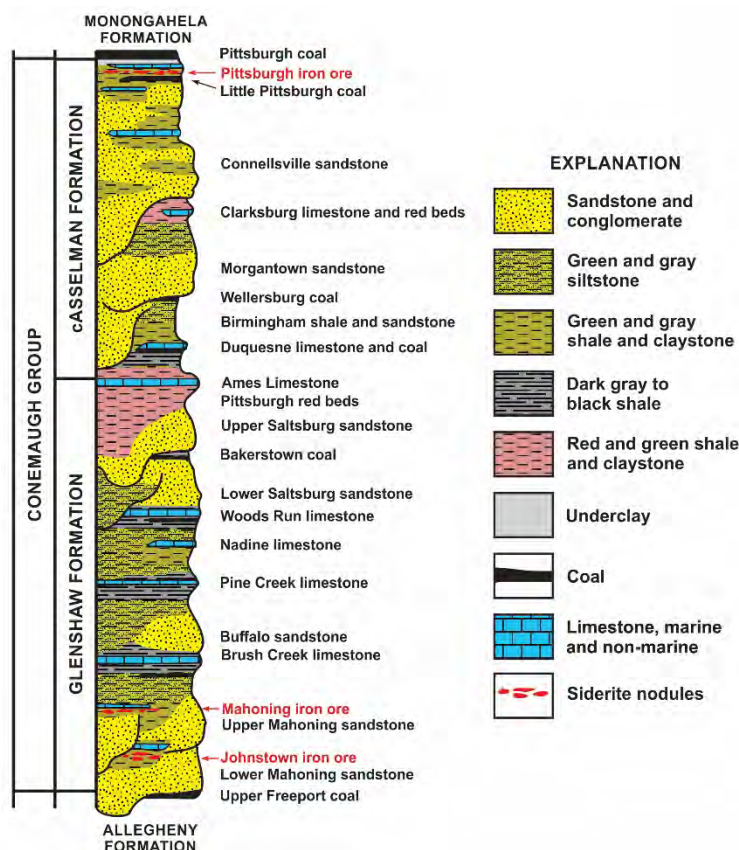 MONONGAHELA
FORMATION
Pittsburgh coal
Pittsburgh iron ore
Little Pittsburgh coal
Connellsville sandstone
Clarksburg limestone and red beds
Morgantown sandstone
Wellersburg coal
Birmingham shale and sandstone
Duquesne limestone and coal
Ames Limestone
Pittsburgh red beds
Upper Saltsburg sandstone
Bakerstown coal
Lower Saltsburg sandstone
Woods Run limestone
Nadine limestone
Pine Creek limestone
Buffalo sandstone
Brush Creek limestone
Mahoning iron ore
Upper Mahoning sandstone
Johnstown iron ore
Lower Mahoning sandstone
Upper Freeport coal
ALLEGHENY
FORMATION
CONEMAUGH GROUP
cASSELMAN FORMATION
GLENSHAW FORMATION
EXPLANATION
Sandstone and
conglomerate
Green and gray
siltstone
Green and gray
shale and claystone
Dark gray to
black shale
Red and green shale
and claystone
Underclay
Coal
Limestone, marine
and non-marine
Siderite nodules